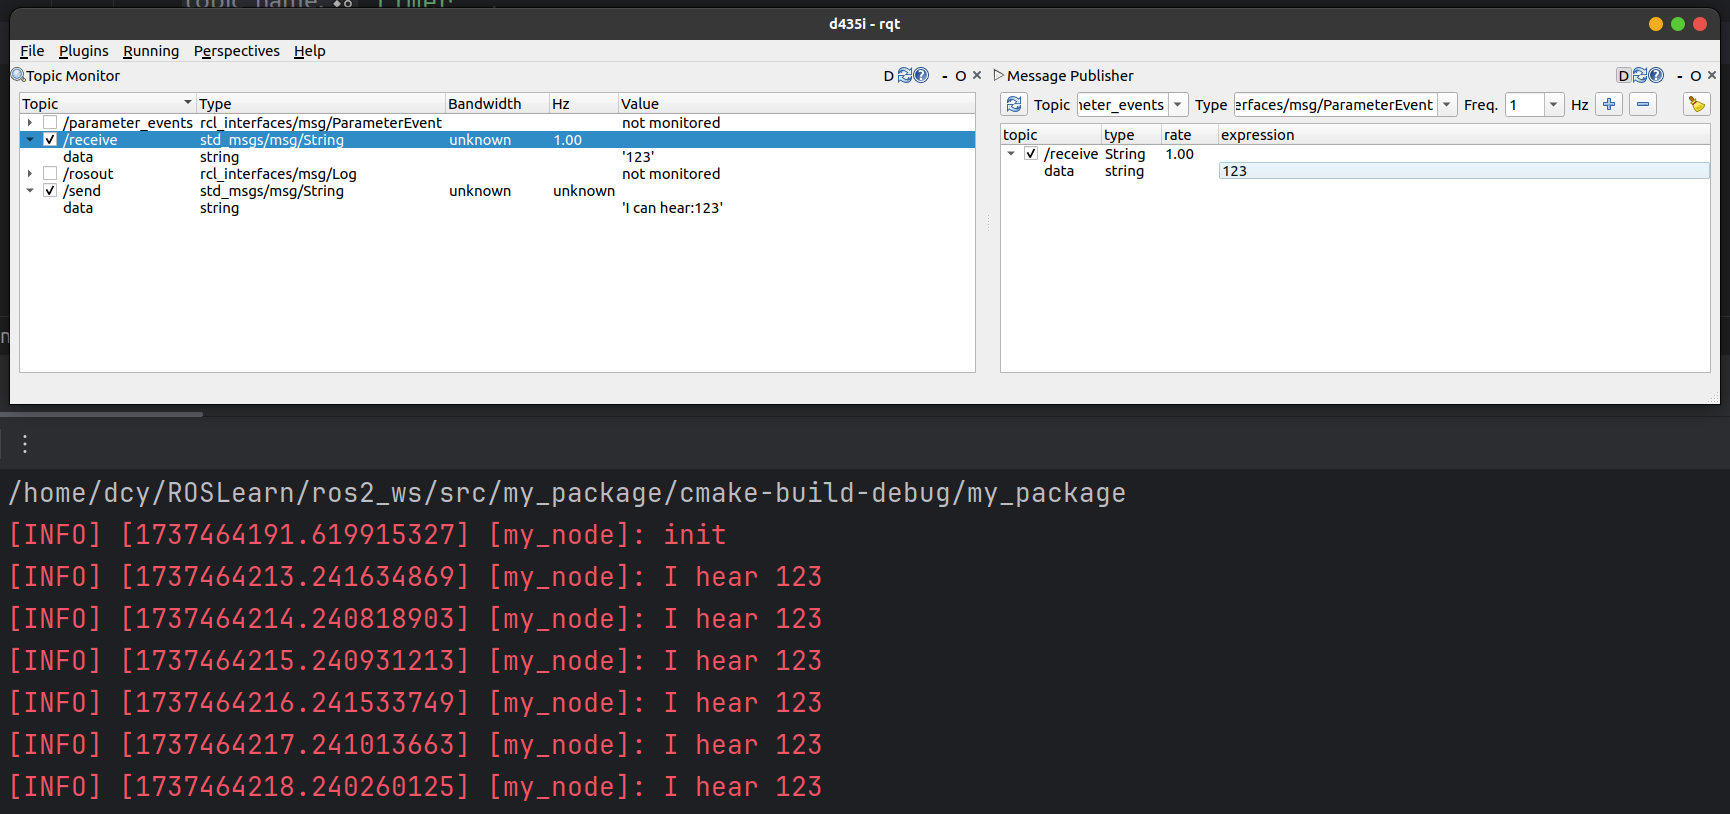 d435i - rqt
File Plugins Running Perspectives Help
Topic Monitor D - O ×
Message Publisher D - O ×
Topic Type Bandwidth Hz Value
/parameter_events rcl_interfaces/msg/ParameterEvent not monitored
/receive std_msgs/msg/String unknown 1.00
data string '123'
/rosout rcl_interfaces/msg/Log not monitored
/send std_msgs/msg/String unknown unknown
data string 'I can hear:123'
Topic neter_events Type erfaces/msg/ParameterEvent Freq. 1 Hz
topic type rate expression
/receive String 1.00
data string 123
/home/dcy/ROSLearn/ros2_ws/src/my_package/cmake-build-debug/my_package
[INFO] [1737464191.619915327] [my_node]: init
[INFO] [1737464213.241634869] [my_node]: I hear 123
[INFO] [1737464214.240818903] [my_node]: I hear 123
[INFO] [1737464215.240931213] [my_node]: I hear 123
[INFO] [1737464216.241533749] [my_node]: I hear 123
[INFO] [1737464217.241013663] [my_node]: I hear 123
[INFO] [1737464218.240260125] [my_node]: I hear 123